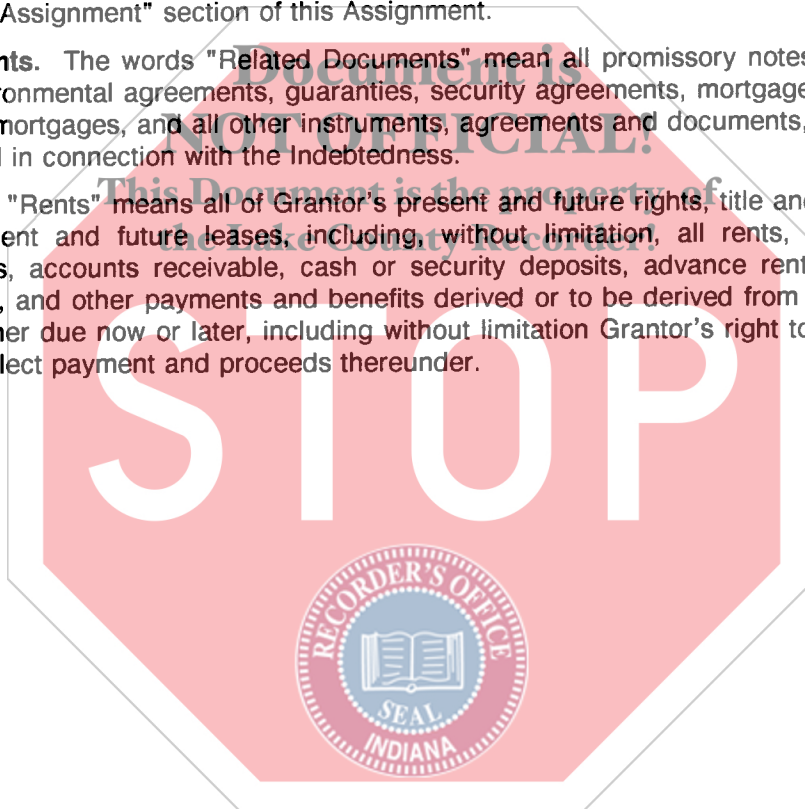 Assignment" section of this Assignment.
nts. The words "Related Documents" mean all promissory notes
onmental agreements, guaranties, security agreements, mortgage
mortgages, and all other instruments, agreements and documents,
in connection with the Indebtedness.
"Rents" means all of Grantor's present and future rights, title and
ent and future leases, including, without limitation, all rents,
s, accounts receivable, cash or security deposits, advance rent
, and other payments and benefits derived or to be derived from
her due now or later, including without limitation Grantor's right to
lect payment and proceeds thereunder.
Document is
NOT OFFICIAL!
This Document is the property of
the Lake County Recorder!
STOP
RECORDER'S OFFICE
SEAL
INDIANA